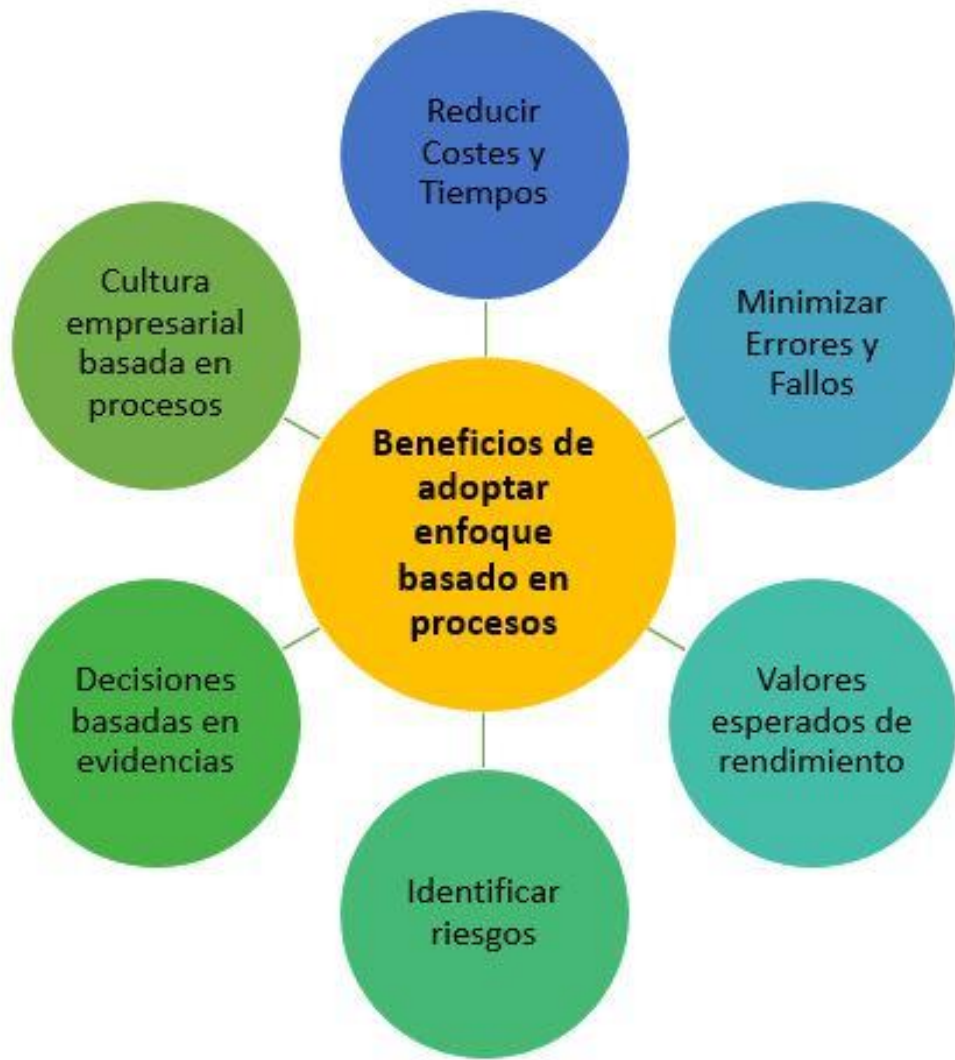 Reducir
Costes y
Tiempos
Minimizar
Errores y
Fallos
Valores
esperados de
rendimiento
Identificar
riesgos
Decisiones
basadas en
evidencias
Cultura
empresarial
basada en
procesos
Beneficios de
adoptar
enfoque
basado en
procesos